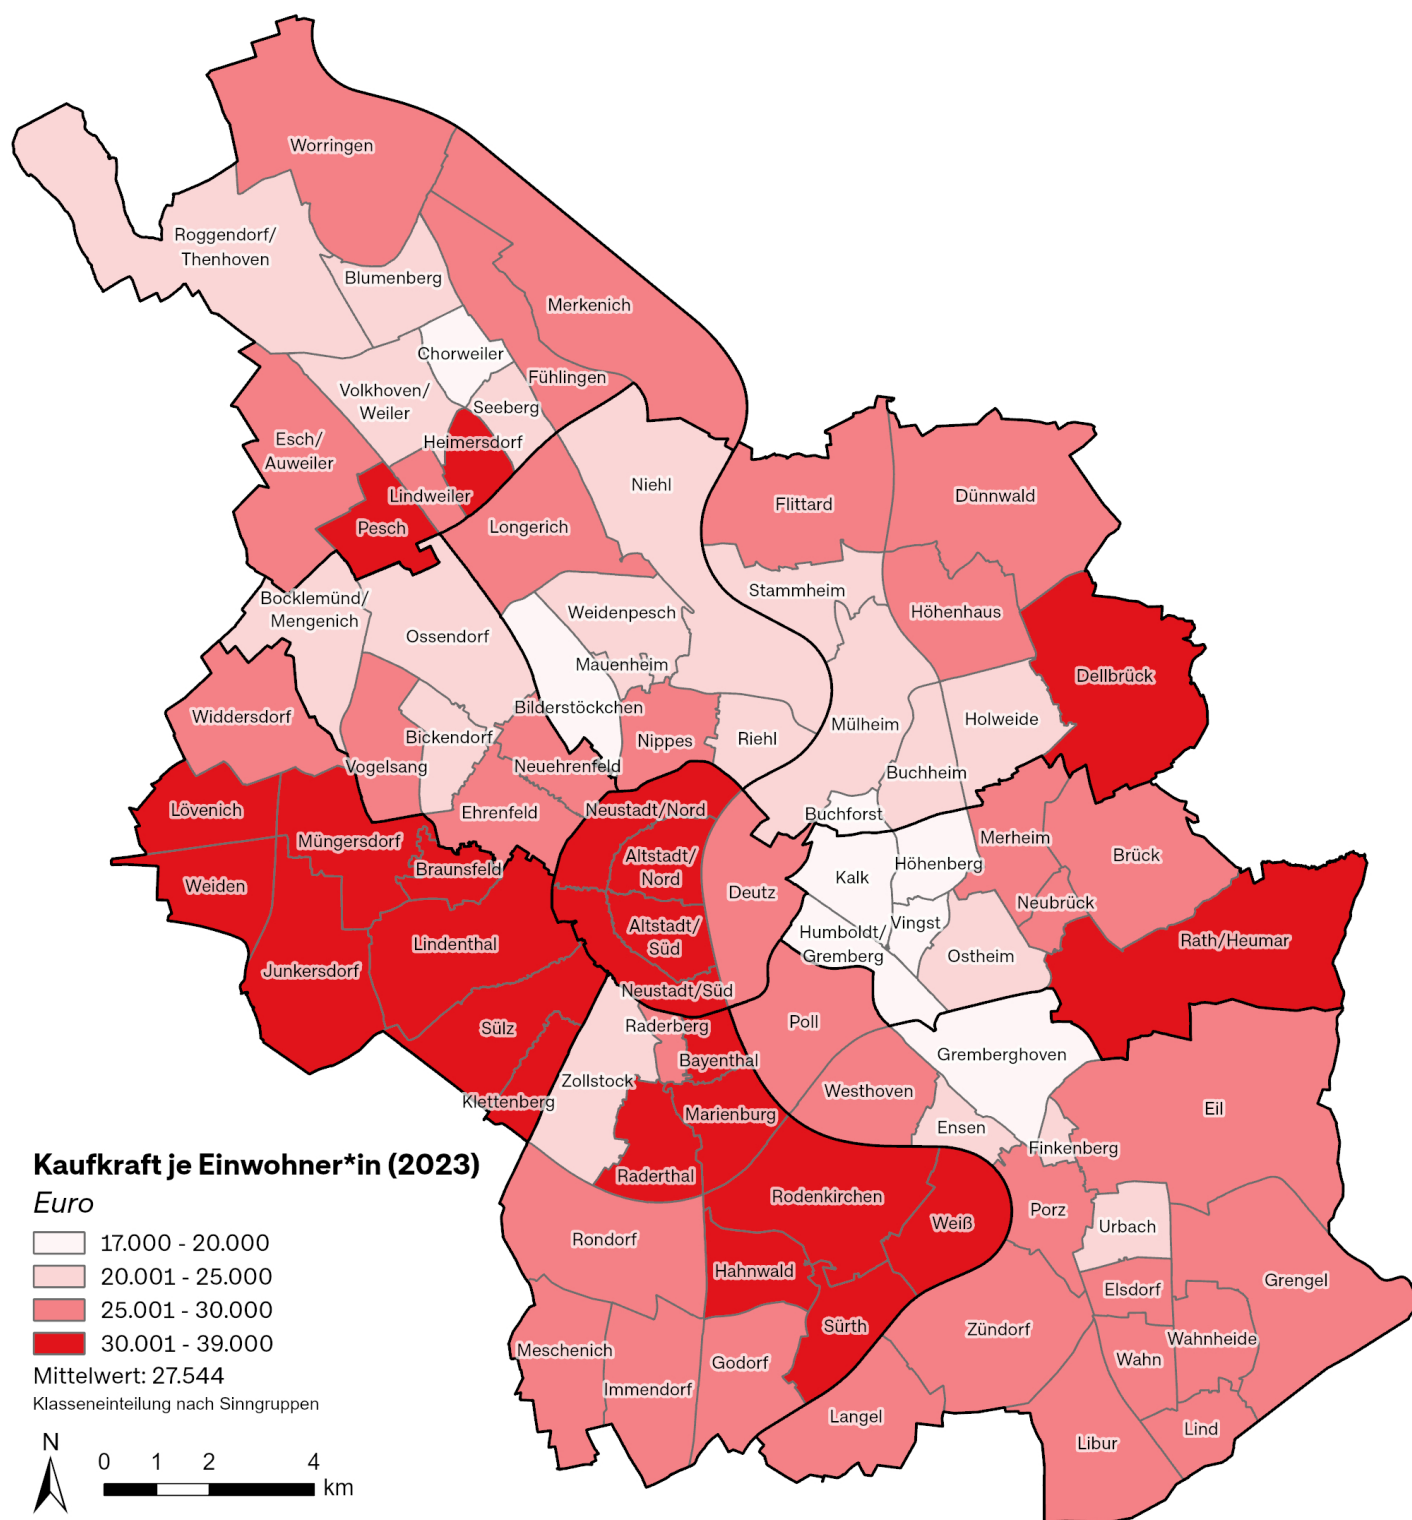 Worringen
Roggendorf/
Thenhoven
Blumenberg
Merkenich
Chorweiler
Fühlingen
Volkhoven/
Weiler
Seeberg
Esch/
Auweiler
Heimersdorf
Lindweiler
Pesch
Longerich
Niehl
Flittard
Dünnwald
Stammheim
Höhenhaus
Bocklemünd/
Mengenich
Ossendorf
Weidenpesch
Mauenheim
Dellbrück
Widdersdorf
Bilderstöckchen
Bickendorf
Nippes
Riehl
Mülheim
Holweide
Vogelsang
Neuehrenfeld
Buchheim
Lövenich
Ehrenfeld
Neustadt/Nord
Buchforst
Müngersdorf
Merheim
Altstadt/
Nord
Brück
Braunsfeld
Höhenberg
Kalk
Weiden
Deutz
Neubrück
Vingst
Altstadt/
Süd
Humboldt/
Gremberg
Rath/Heumar
Lindenthal
Ostheim
Junkersdorf
Neustadt/Süd
Sülz
Raderberg
Poll
Bayenthal
Gremberghoven
Zollstock
Westhoven
Klettenberg
Marienburg
Eil
Ensen
Finkenberg
Raderthal
Rodenkirchen
Weiß
Porz
Urbach
Rondorf
Hahnwald
Elsdorf
Grengel
Sürth
Zündorf
Wahnheide
Meschenich
Godorf
Wahn
Immendorf
Langel
Lind
Libur
Kaufkraft je Einwohner*in (2023)
Euro
17.000 - 20.000
20.001 - 25.000
25.001 - 30.000
30.001 - 39.000
Mittelwert: 27.544
Klasseneinteilung nach Sinngruppen
N
0 1 2 4
km